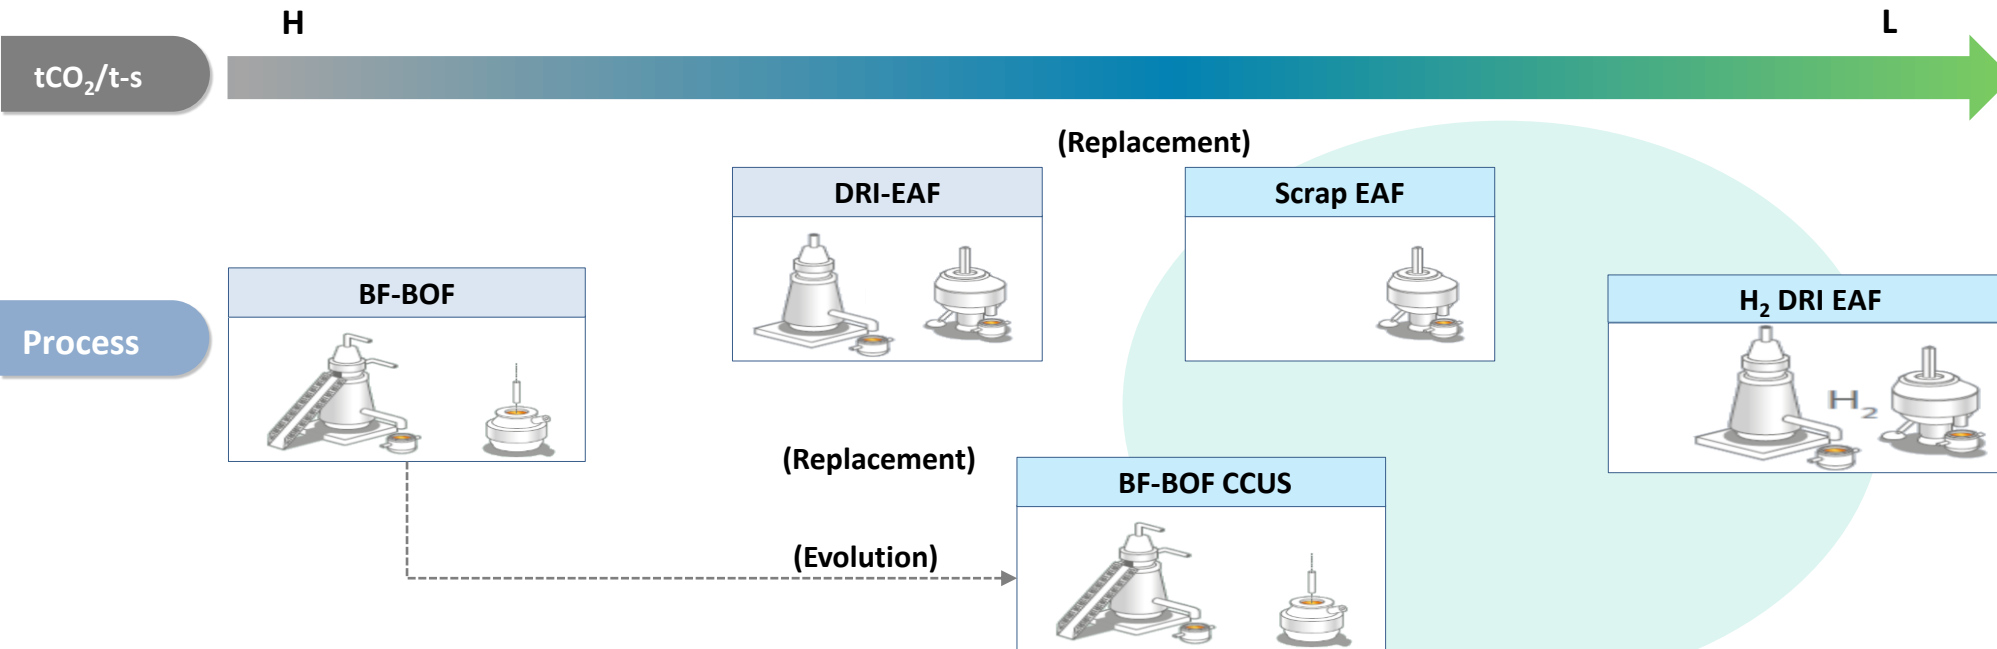 H
L
tCO₂/t-s
(Replacement)
DRI-EAF
Scrap EAF
BF-BOF
H₂ DRI EAF
Process
H₂
(Replacement)
BF-BOF CCUS
(Evolution)